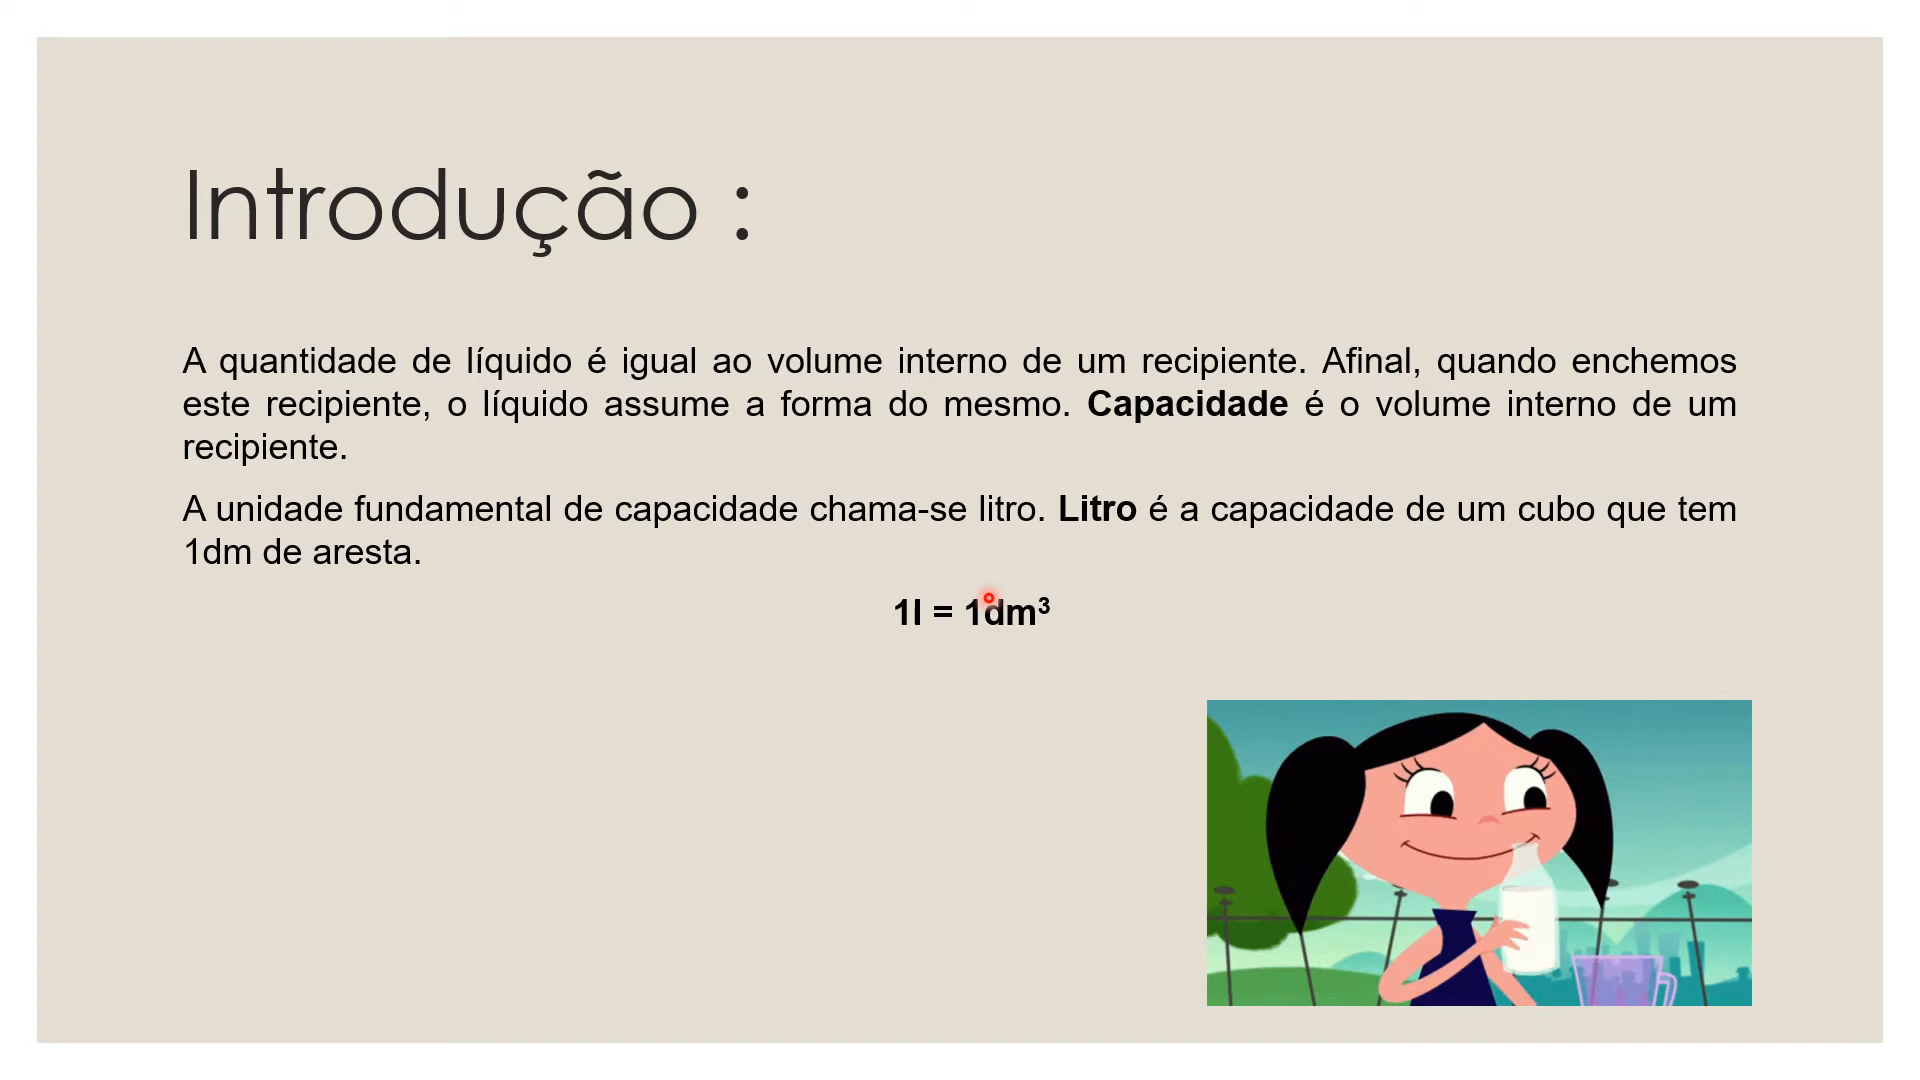 Introdução :
A quantidade de líquido é igual ao volume interno de um recipiente. Afinal, quando enchemos
este recipiente, o líquido assume a forma do mesmo. Capacidade é o volume interno de um
recipiente.
A unidade fundamental de capacidade chama-se litro. Litro é a capacidade de um cubo que tem
1dm de aresta.
1l = 1dm³